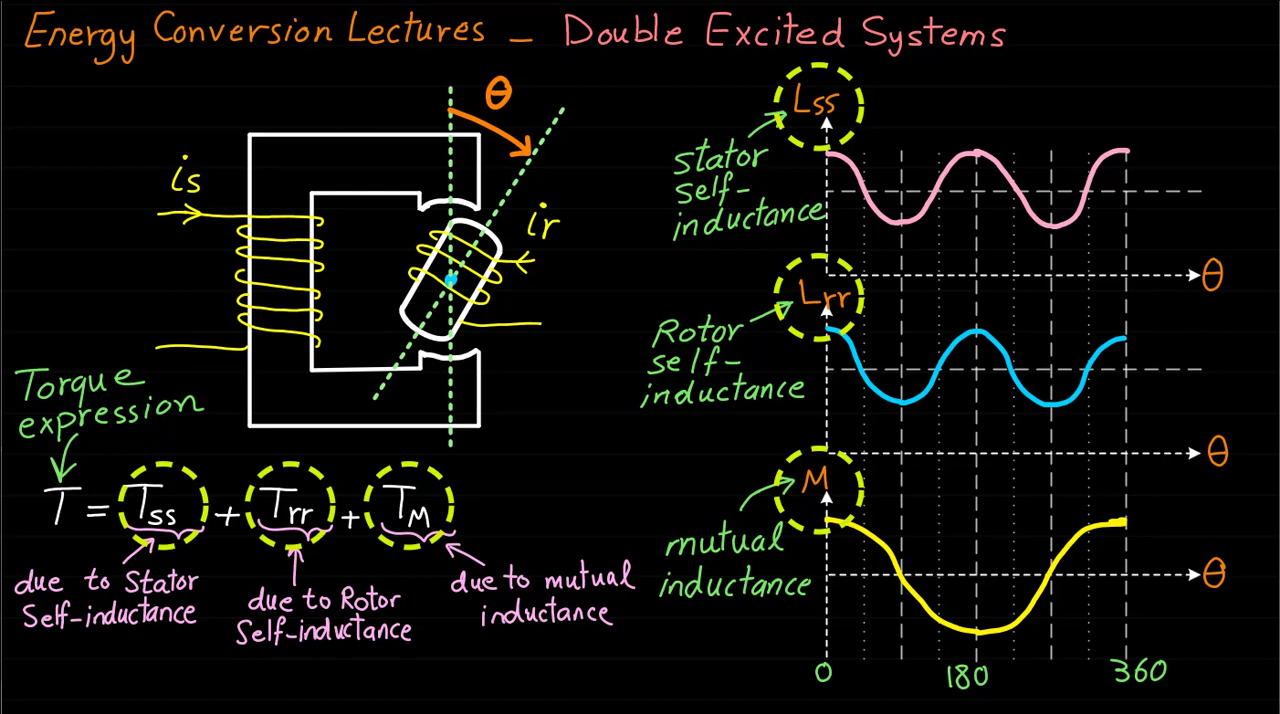 Energy Conversion Lectures – Double Excited Systems
θ
is
ir
Torque
expression
T = Tss + Trr + TM
due to Stator
Self-inductance
due to Rotor
Self-inductance
due to mutual
inductance
Lss
stator
self-
inductance
θ
Lrr
Rotor
self-
inductance
θ
M
mutual
inductance
θ
0 180 360